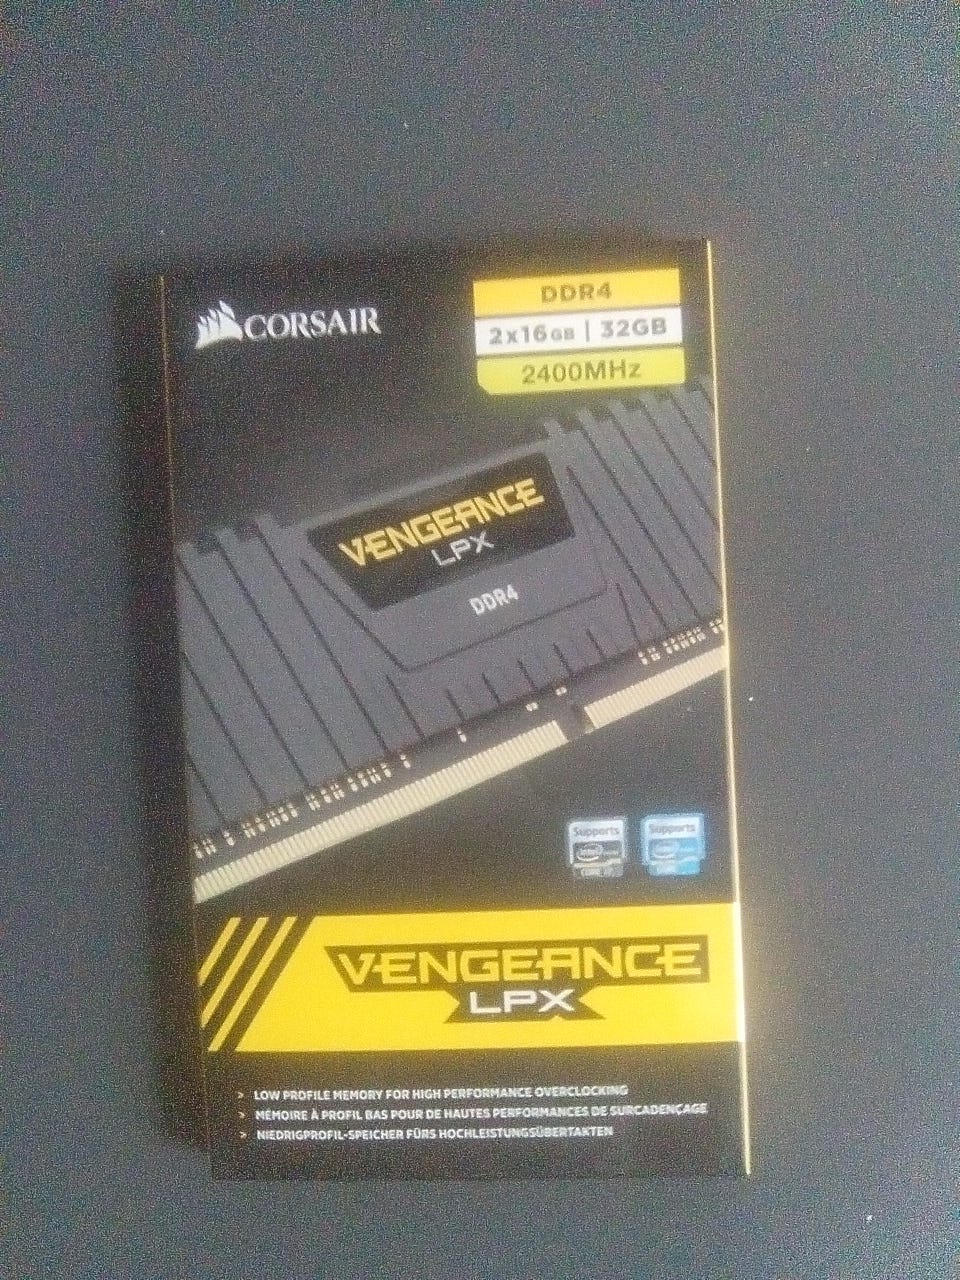 CORSAIR
DDR4
2x16GB | 32GB
2400MHz
VENGEANCE
LPX
DDR4
Supports
Supports
VENGEANCE
LPX
> LOW PROFILE MEMORY FOR HIGH PERFORMANCE OVERCLOCKING
> MÉMOIRE À PROFIL BAS POUR DE HAUTES PERFORMANCES DE SURCADENÇAGE
> NIEDRIGPROFIL-SPEICHER FÜRS HOCHLEISTUNGSÜBERTAKTEN